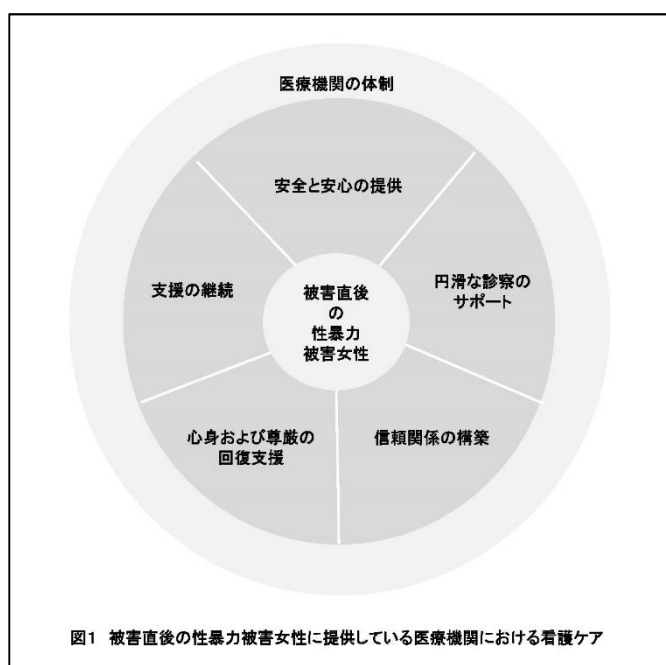 医療機関の体制
安全と安心の提供
円滑な診察の
サポート
信頼関係の構築
心身および尊厳の
回復支援
支援の継続
被害直後
の
性暴力
被害女性
図1 被害直後の性暴力被害女性に提供している医療機関における看護ケア